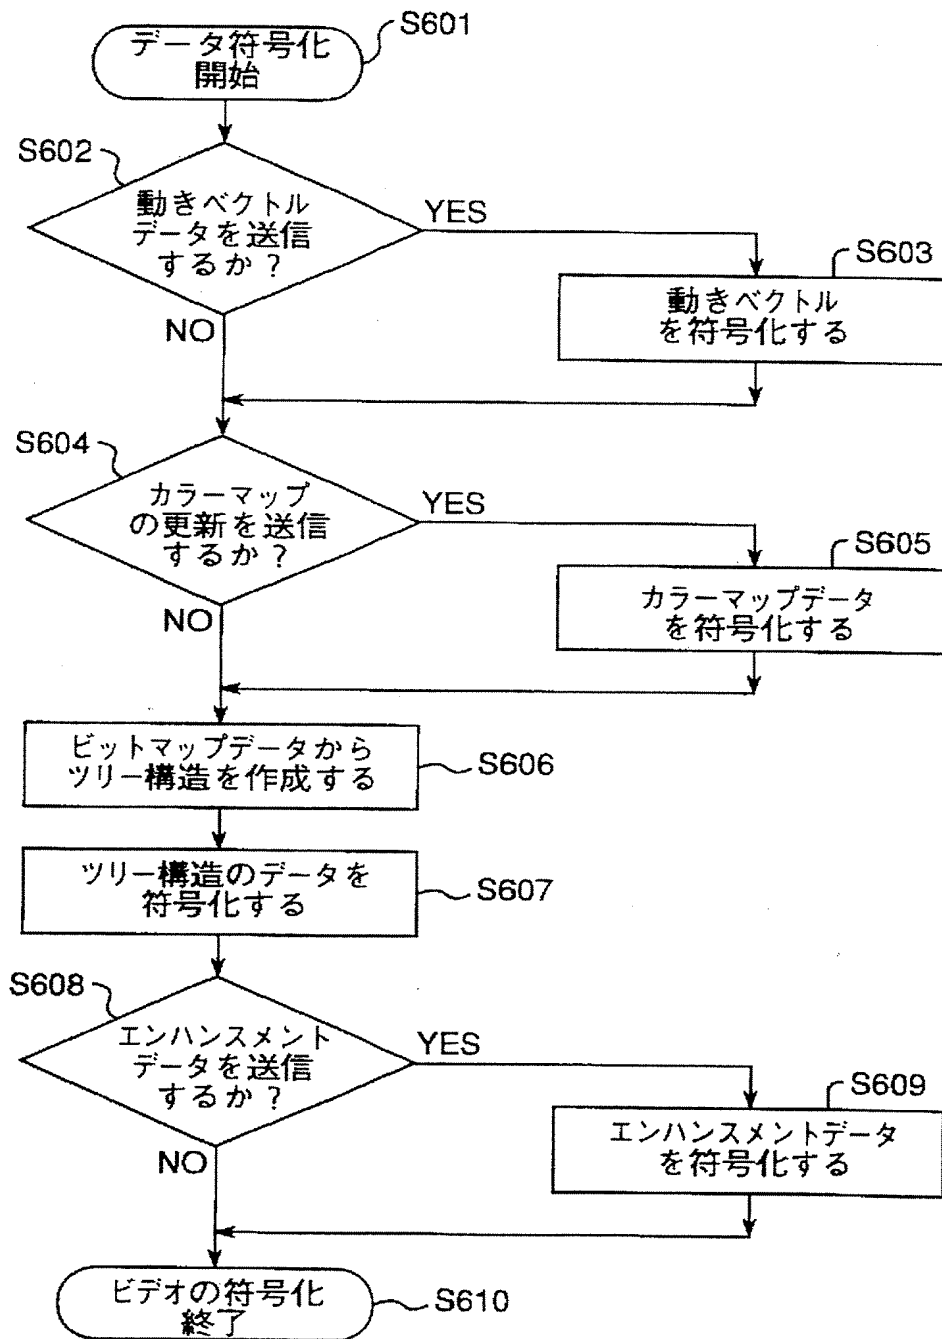 データ符号化
開始
S601
S602
動きベクトル
データを送信
するか？
YES
NO
S603
動きベクトル
を符号化する
S604
カラーマップ
の更新を送信
するか？
YES
NO
S605
カラーマップデータ
を符号化する
ビットマップデータから
ツリー構造を作成する
S606
ツリー構造のデータを
符号化する
S607
S608
エンハンスメント
データを送信
するか？
YES
NO
S609
エンハンスメントデータ
を符号化する
ビデオの符号化
終了
S610